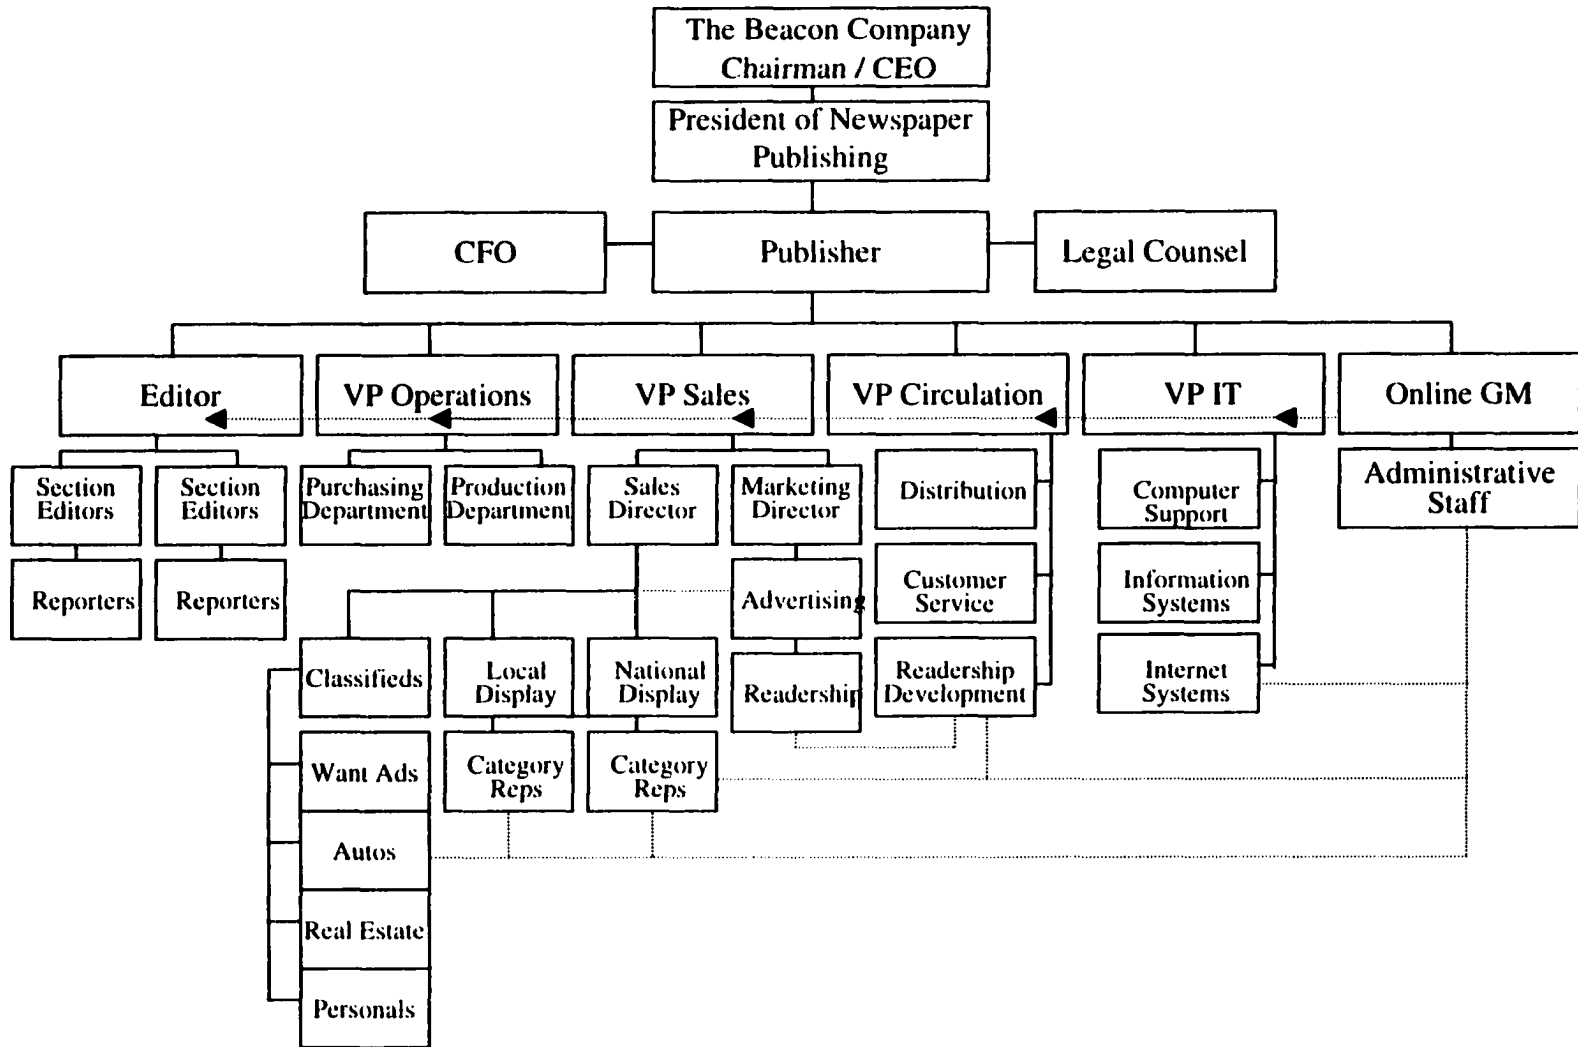 The Beacon Company
Chairman / CEO
President of Newspaper
Publishing
CFO
Publisher
Legal Counsel
Editor
VP Operations
VP Sales
VP Circulation
VP IT
Online GM
Section
Editors
Section
Editors
Purchasing
Department
Production
Department
Sales
Director
Marketing
Director
Distribution
Computer
Support
Administrative
Staff
Reporters
Reporters
Advertising
Customer
Service
Information
Systems
Classifieds
Local
Display
National
Display
Readership
Readership
Development
Internet
Systems
Want Ads
Category
Reps
Category
Reps
Autos
Real Estate
Personals